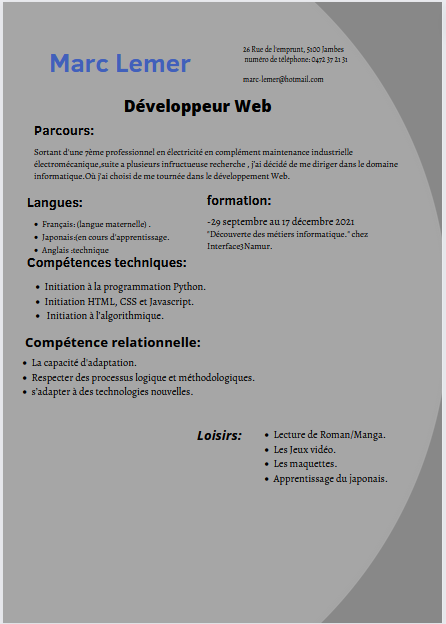 Marc Lemer
26 Rue de l'emprunt, 5100 Jambes
numéro de téléphone: 0472 37 21 31
marc-lemer@hotmail.com
Développeur Web
Parcours:
Sortant d'une 7ème professionnel en électricité en complément maintenance industrielle
électromécanique,suite a plusieurs infructueuse recherche , j'ai décidé de me diriger dans le domaine
informatique.Où j'ai choisi de me tournée dans le développement Web.
Langues:
Français: (langue maternelle) .
Japonais:(en cours d'apprentissage.
Anglais :technique
formation:
-29 septembre au 17 décembre 2021
"Découverte des métiers informatique." chez
Interface3Namur.
Compétences techniques:
Initiation à la programmation Python.
Initiation HTML, CSS et Javascript.
Initiation à l'algorithmique.
Compétence relationnelle:
La capacité d'adaptation.
Respecter des processus logique et méthodologiques.
s'adapter à des technologies nouvelles.
Loisirs:
Lecture de Roman/Manga.
Les Jeux vidéo.
Les maquettes.
Apprentissage du japonais.